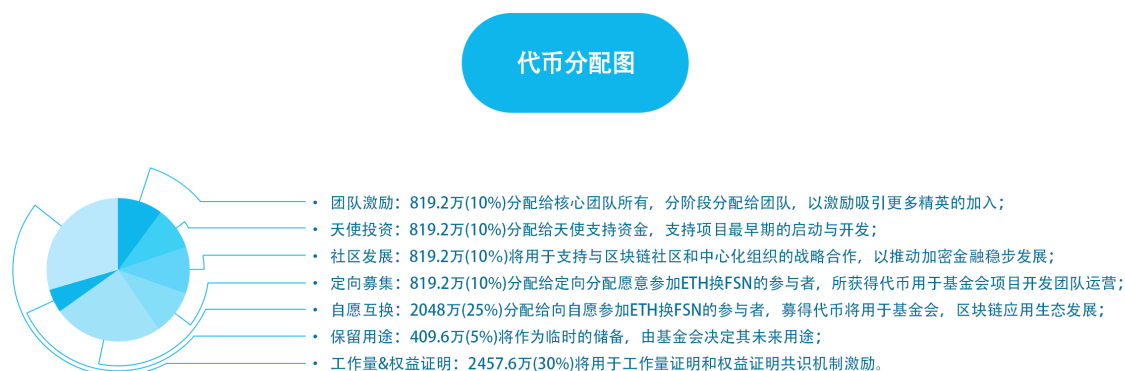 代币分配图
• 团队激励：819.2万(10%)分配给核心团队所有，分阶段分配给团队，以激励吸引更多精英的加入；
• 天使投资：819.2万(10%)分配给天使支持资金，支持项目最早期的启动与开发；
• 社区发展：819.2万(10%)将用于支持与区块链社区和中心化组织的战略合作，以推动加密金融稳步发展；
• 定向募集：819.2万(10%)分配给定向分配愿意参加ETH换FSN的参与者，所获得代币用于基金会项目开发团队运营；
• 自愿互换：2048万(25%)分配给向自愿参加ETH换FSN的参与者，募得代币将用于基金会，区块链应用生态发展；
• 保留用途：409.6万(5%)将作为临时的储备，由基金会决定其未来用途；
• 工作量&权益证明：2457.6万(30%)将用于工作量证明和权益证明共识机制激励。